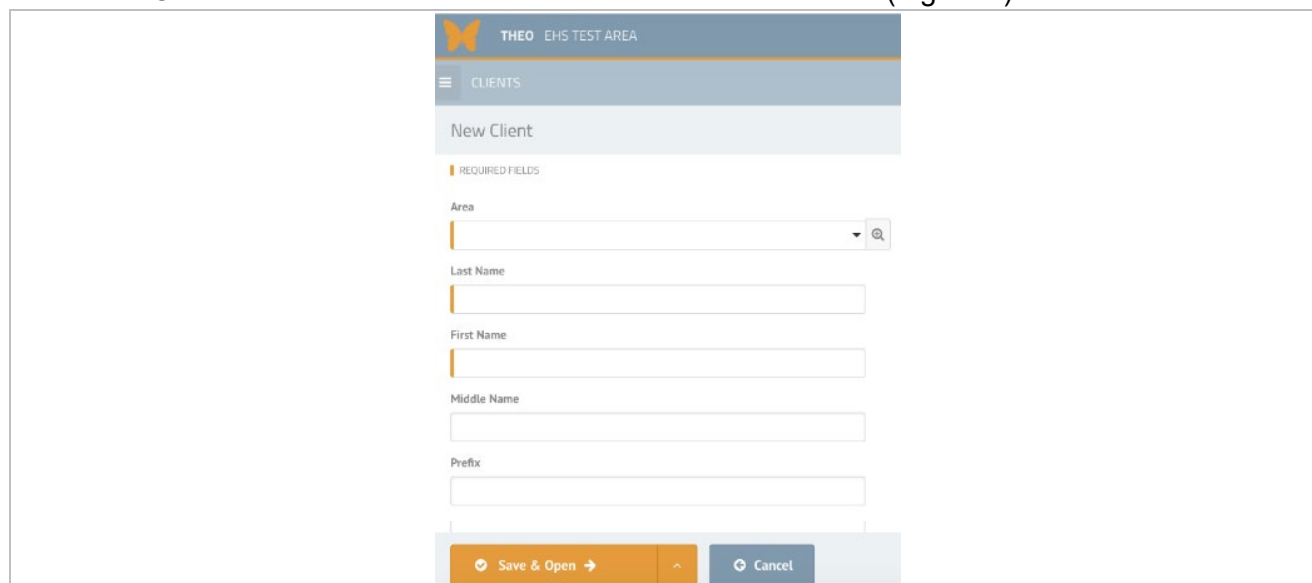 THEO EHS TEST AREA
CLIENTS
New Client
REQUIRED FIELDS
Area
Last Name
First Name
Middle Name
Prefix
Save & Open
Cancel